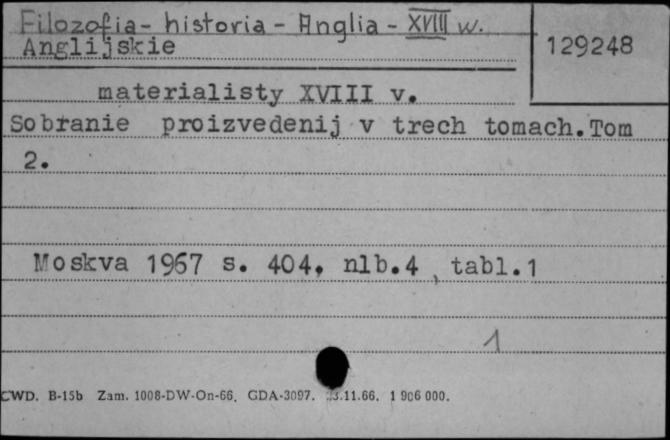 Filozofia - historia - Anglia - XVIII w.
Anglijskie
129248
materialisty XVIII v.
Sobranie proizvedenij v trech tomach. Tom
2.
Moskva 1967 s. 404, nlb.4, tabl.1
1
CWD. B-15b Zam. 1008-DW-On-66. GDA-3097. .11.66. 1 906 000.